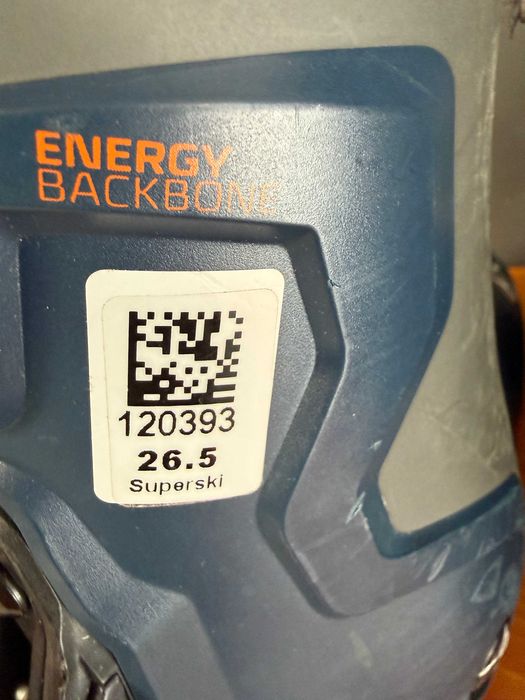 ENERGY
BACKBONE
120393
26.5
Superski